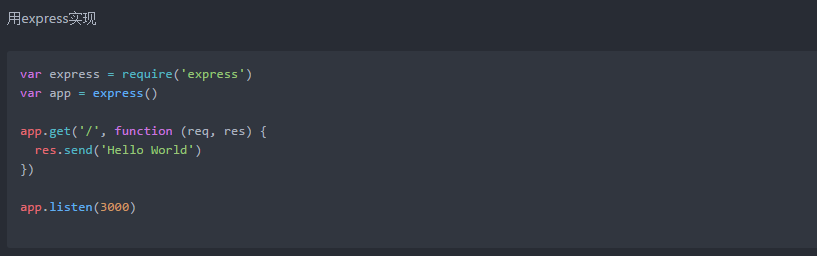 用express实现
var express = require('express')
var app = express()
app.get('/', function (req, res) {
  res.send('Hello World')
})
app.listen(3000)